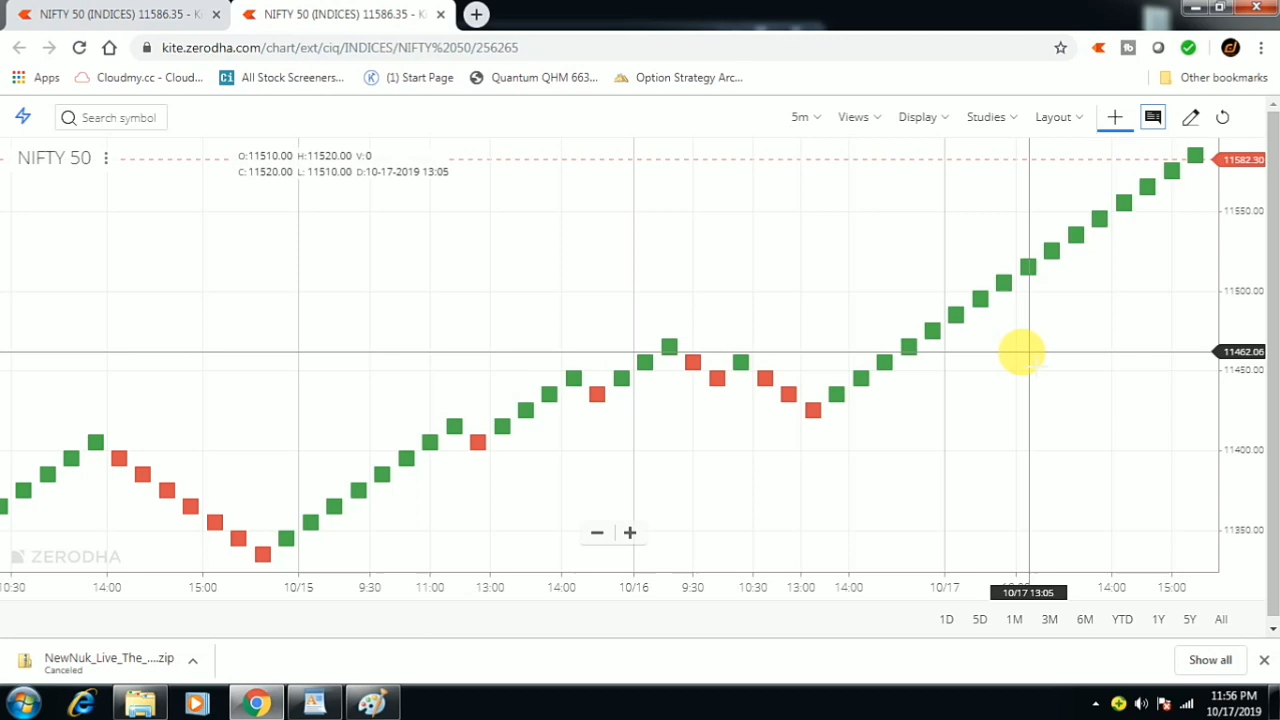 NIFTY 50 (INDICES) 11586.35 - K
NIFTY 50 (INDICES) 11586.35 - K
kite.zerodha.com/chart/ext/ciq/INDICES/NIFTY%2050/256265
Apps Cloudmy.cc - Cloud... Ci All Stock Screeners... K (1) Start Page Quantum QHM 663... Option Strategy Arc... Other bookmarks
Search symbol 5m Views Display Studies Layout
NIFTY 50
O:11510.00 H:11520.00 V:0
C:11520.00 L: 11510.00 D:10-17-2019 13:05
11582.30
11550.00
11500.00
11462.06
11450.00
11400.00
11350.00
ZERODHA
10:30 14:00 15:00 10/15 9:30 11:00 13:00 14:00 10/16 9:30 10:30 13:00 14:00 10/17 14:00 15:00
10/17 13:05
1D 5D 1M 3M 6M YTD 1Y 5Y All
NewNuk_Live_The_....zip
Canceled
Show all
11:56 PM
10/17/2019